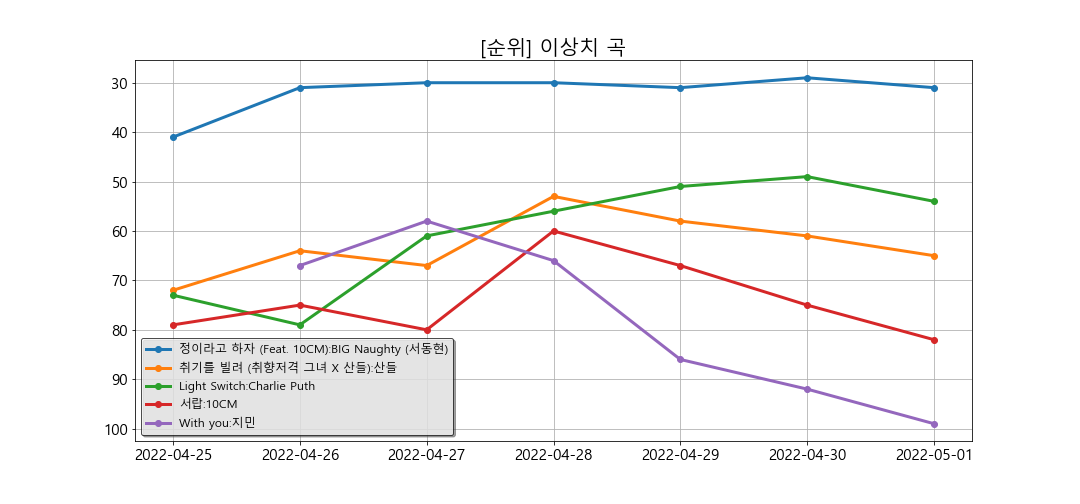 [순위] 이상치 곡
30
40
50
60
70
80
90
100
정이라고 하자 (Feat. 10CM):BIG Naughty (서동현)
취기를 빌려 (취향저격 그녀 X 산들):산들
Light Switch:Charlie Puth
서랍:10CM
With you:지민
2022-04-25 2022-04-26 2022-04-27 2022-04-28 2022-04-29 2022-04-30 2022-05-01